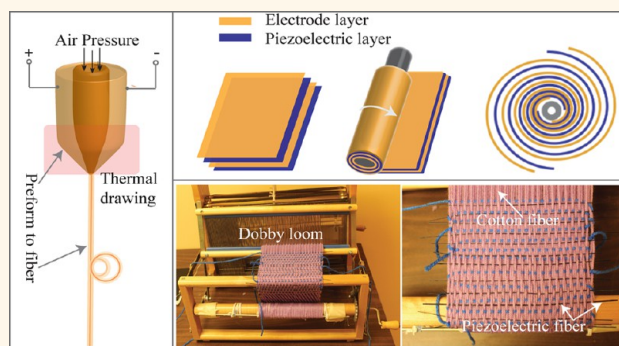 +
Air Pressure
-
Preform to fiber
Thermal
drawing
Electrode layer
Piezoelectric layer
Dobby loom
Cotton fiber
Piezoelectric fiber